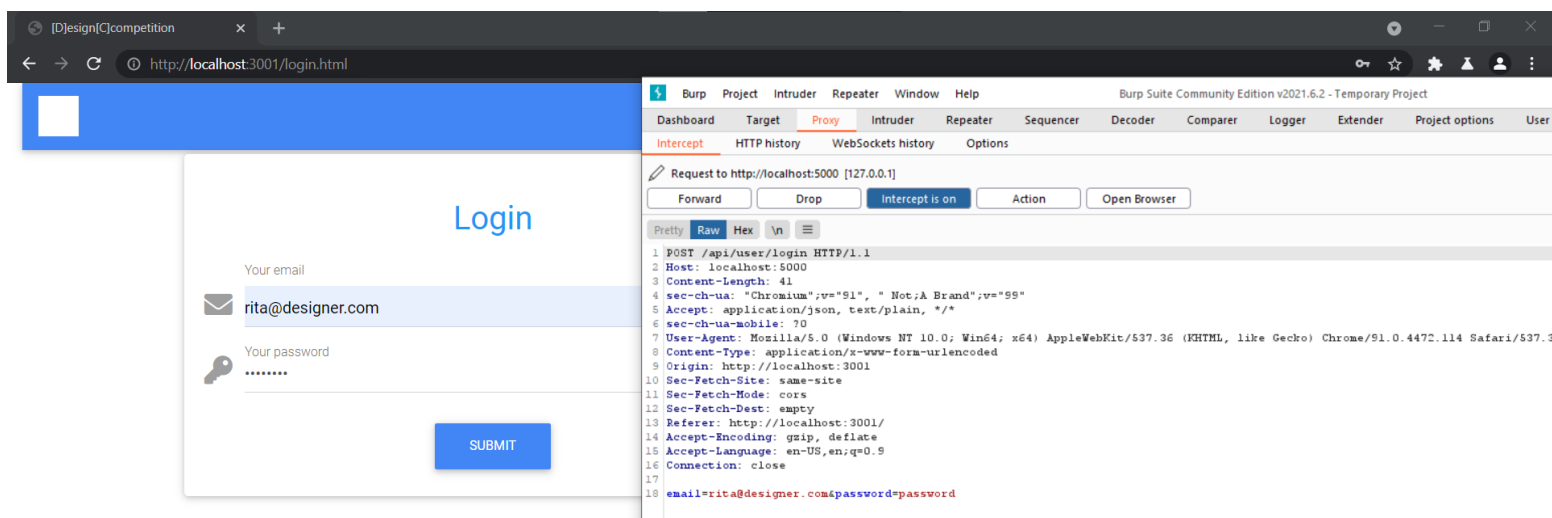 [D]esign[C]competition
http://localhost:3001/login.html
Login
Your email
rita@designer.com
Your password
••••••••
SUBMIT
Burp Project Intruder Repeater Window Help Burp Suite Community Edition v2021.6.2 - Temporary Project
Dashboard Target Proxy Intruder Repeater Sequencer Decoder Comparer Logger Extender Project options User
Intercept HTTP history WebSockets history Options
Request to http://localhost:5000 [127.0.0.1]
Forward Drop Intercept is on Action Open Browser
Pretty Raw Hex \n
1 POST /api/user/login HTTP/1.1
2 Host: localhost:5000
3 Content-Length: 41
4 sec-ch-ua: "Chromium";v="91", " Not;A Brand";v="99"
5 Accept: application/json, text/plain, */*
6 sec-ch-ua-mobile: ?0
7 User-Agent: Mozilla/5.0 (Windows NT 10.0; Win64; x64) AppleWebKit/537.36 (KHTML, like Gecko) Chrome/91.0.4472.114 Safari/537.3
8 Content-Type: application/x-www-form-urlencoded
9 Origin: http://localhost:3001
10 Sec-Fetch-Site: same-site
11 Sec-Fetch-Mode: cors
12 Sec-Fetch-Dest: empty
13 Referer: http://localhost:3001/
14 Accept-Encoding: gzip, deflate
15 Accept-Language: en-US,en;q=0.9
16 Connection: close
17
18 email=rita@designer.com&password=password